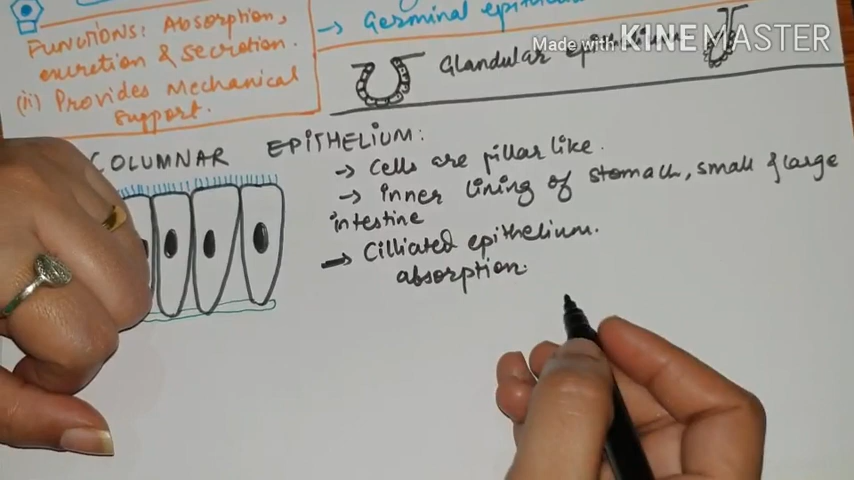 → Germinal
Functions: Absorption,
excretion & secretion.
(ii) Provides Mechanical
support.
Made with KINEMASTER
Glandular
COLUMNAR EPITHELIUM:
→ Cells are pillar like.
→ inner lining of stomach, small & large
intestine
→ Cilliated epithelium.
absorption.